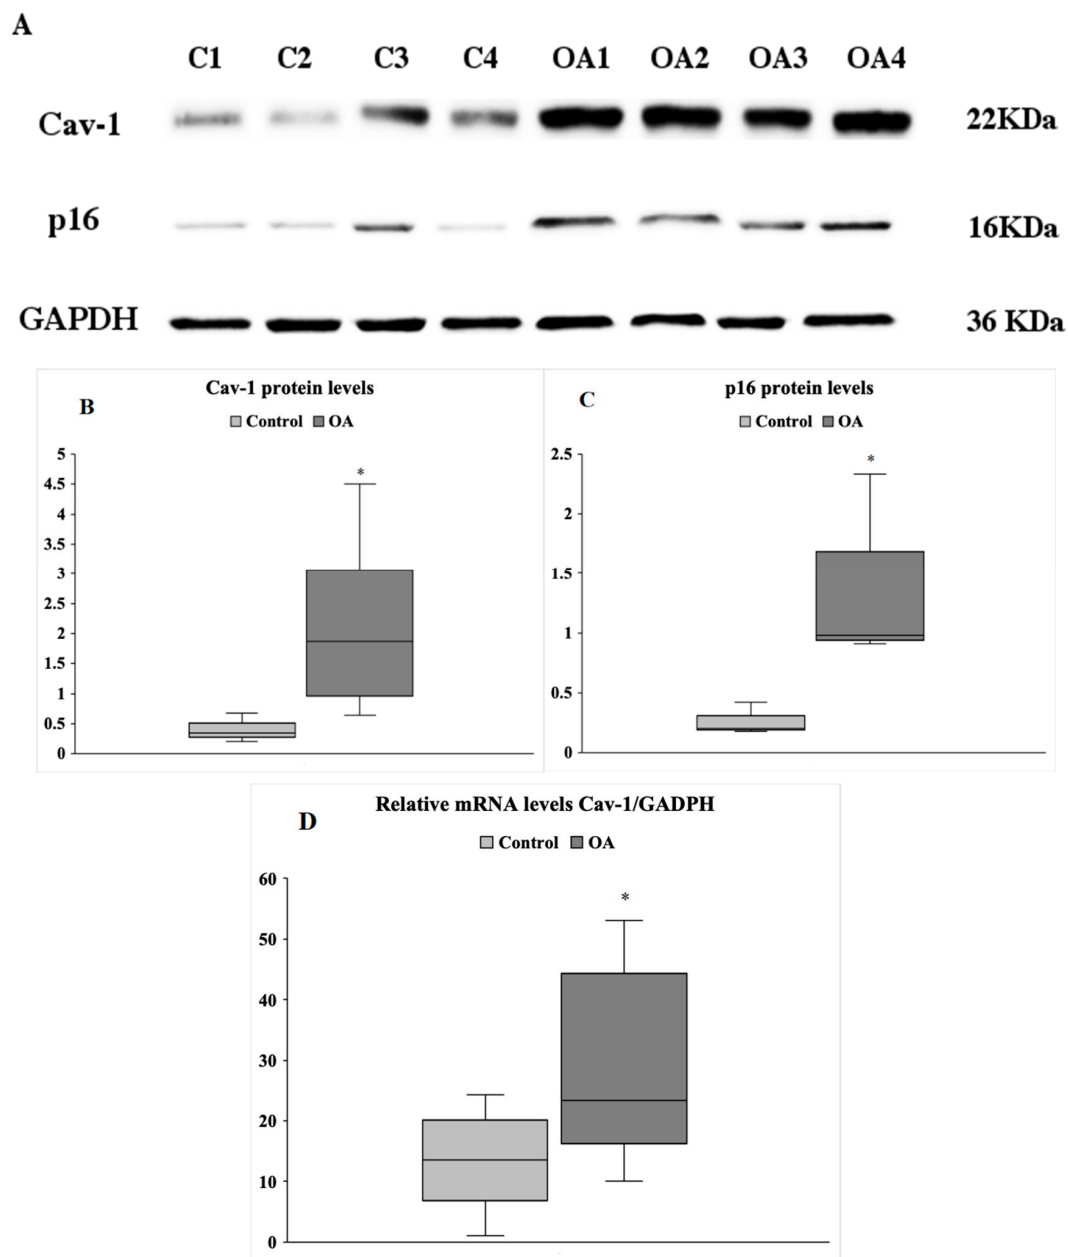 A
C1 C2 C3 C4 OA1 OA2 OA3 OA4
Cav-1 22KDa
p16 16KDa
GAPDH 36 KDa
B
Cav-1 protein levels
Control OA
*
5
4.5
4
3.5
3
2.5
2
1.5
1
0.5
0
C
p16 protein levels
Control OA
*
2.5
2
1.5
1
0.5
0
D
Relative mRNA levels Cav-1/GADPH
Control OA
*
60
50
40
30
20
10
0